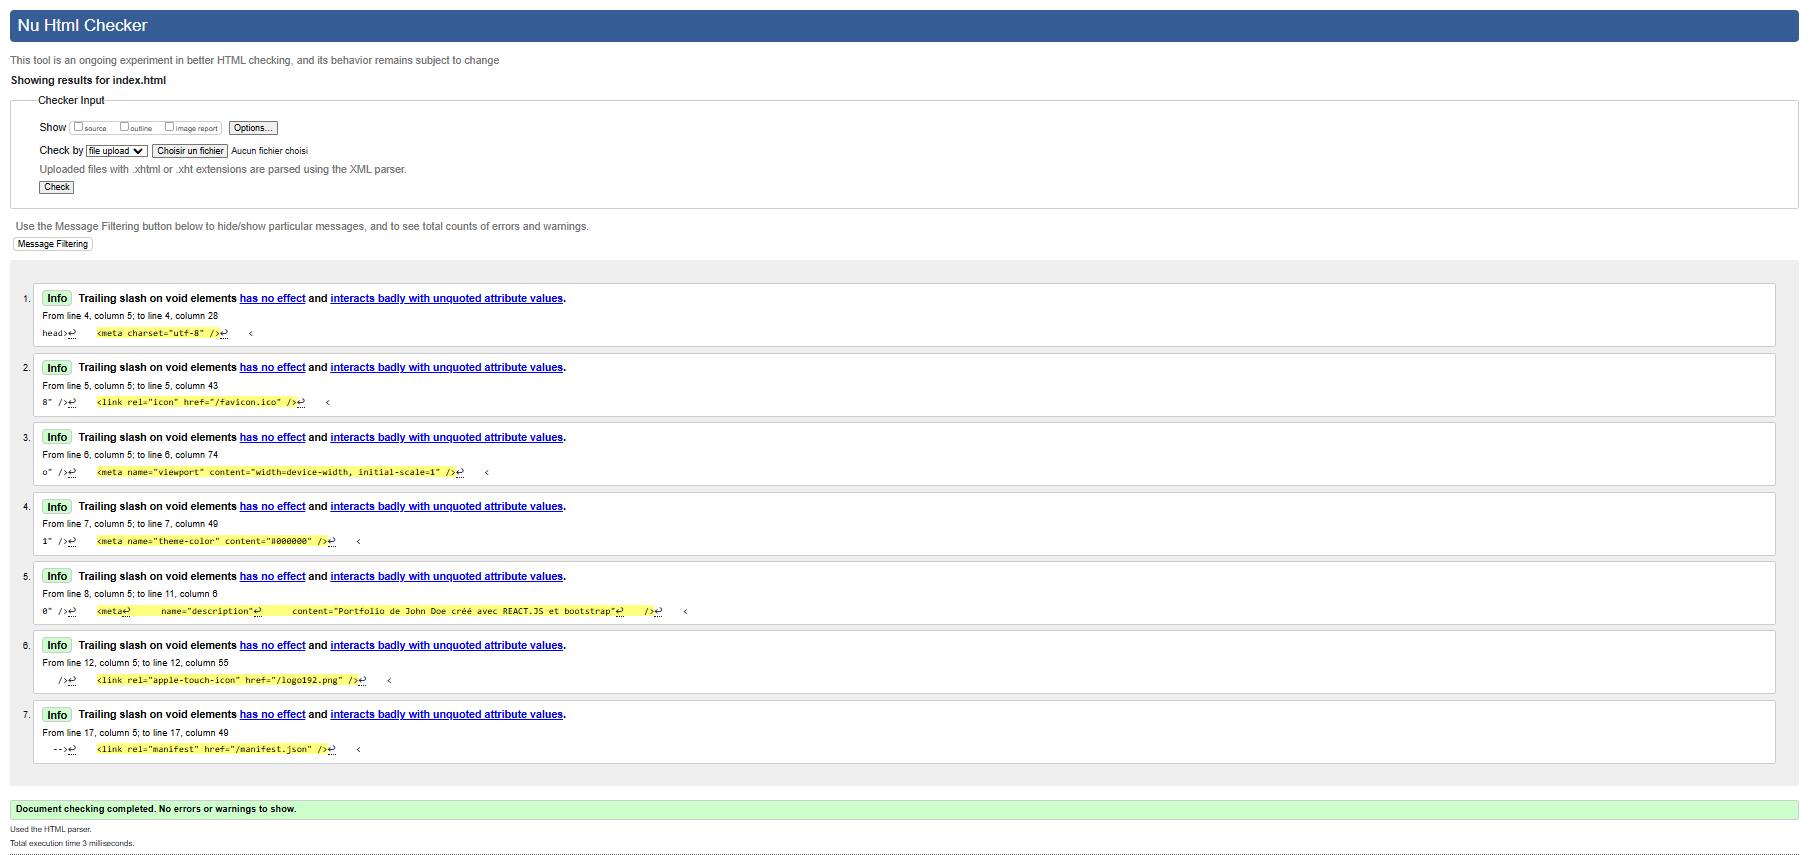 Nu Html Checker
This tool is an ongoing experiment in better HTML checking, and its behavior remains subject to change
Showing results for index.html
Checker Input
Show source outline image report Options...
Check by file upload Choisir un fichier Aucun fichier choisi
Uploaded files with .xhtml or .xht extensions are parsed using the XML parser.
Check
Use the Message Filtering button below to hide/show particular messages, and to see total counts of errors and warnings.
Message Filtering
1. Info Trailing slash on void elements has no effect and interacts badly with unquoted attribute values.
From line 4, column 5; to line 4, column 28
head>↩ <meta charset="utf-8" />↩ <
2. Info Trailing slash on void elements has no effect and interacts badly with unquoted attribute values.
From line 5, column 5; to line 5, column 43
8" />↩ <link rel="icon" href="/favicon.ico" />↩ <
3. Info Trailing slash on void elements has no effect and interacts badly with unquoted attribute values.
From line 6, column 5; to line 6, column 74
o" />↩ <meta name="viewport" content="width=device-width, initial-scale=1" />↩ <
4. Info Trailing slash on void elements has no effect and interacts badly with unquoted attribute values.
From line 7, column 5; to line 7, column 49
1" />↩ <meta name="theme-color" content="#000000" />↩ <
5. Info Trailing slash on void elements has no effect and interacts badly with unquoted attribute values.
From line 8, column 5; to line 11, column 6
0" />↩ <meta↩ name="description"↩ content="Portfolio de John Doe créé avec REACT.JS et bootstrap"↩ />↩ <
6. Info Trailing slash on void elements has no effect and interacts badly with unquoted attribute values.
From line 12, column 5; to line 12, column 55
/>↩ <link rel="apple-touch-icon" href="/logo192.png" />↩ <
7. Info Trailing slash on void elements has no effect and interacts badly with unquoted attribute values.
From line 17, column 5; to line 17, column 49
-->↩ <link rel="manifest" href="/manifest.json" />↩ <
Document checking completed. No errors or warnings to show.
Used the HTML parser.
Total execution time 3 milliseconds.